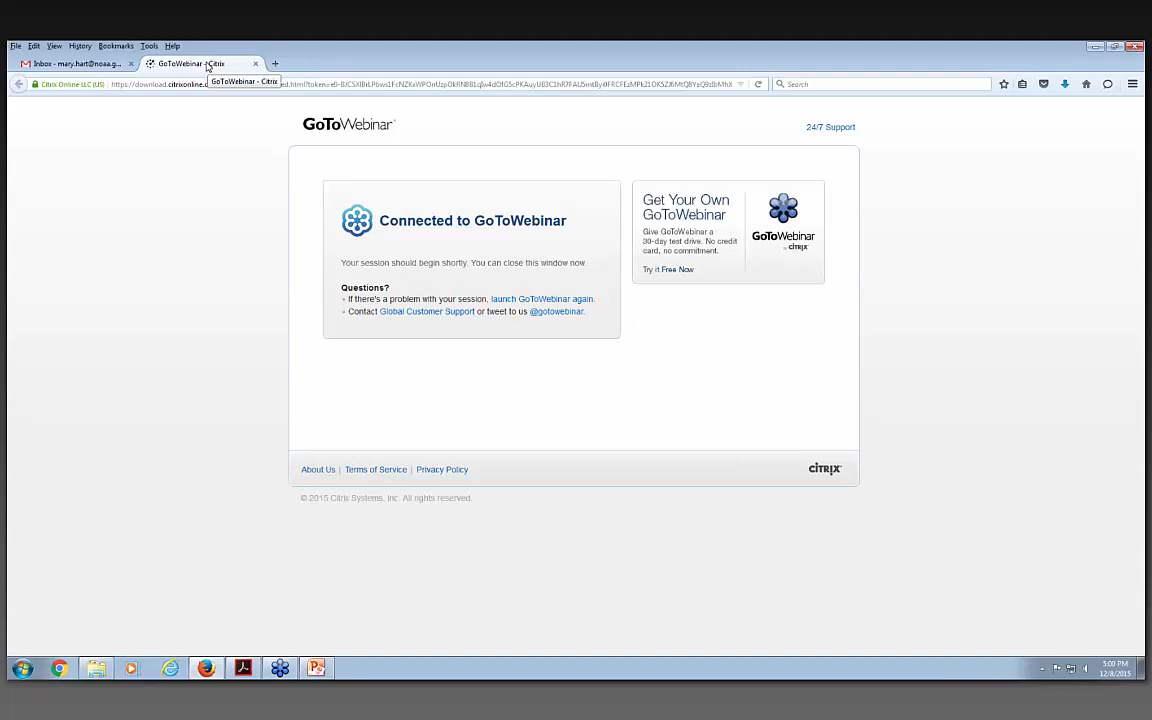 File Edit View History Bookmarks Tools Help
Inbox - mary.hart@noaa.g...
GoToWebinar - Citrix
GoToWebinar - Citrix
Citrix Online LLC (US)
Search
GoToWebinar
24/7 Support
Connected to GoToWebinar
Your session should begin shortly. You can close this window now.
Questions?
• If there's a problem with your session, launch GoToWebinar again.
• Contact Global Customer Support or tweet to us @gotowebinar.
Get Your Own
GoToWebinar
Give GoToWebinar a
30-day test drive. No credit
card, no commitment.
Try it Free Now
GoToWebinar
by CITRIX
About Us | Terms of Service | Privacy Policy
CITRIX
© 2015 Citrix Systems, Inc. All rights reserved.
5:00 PM
12/8/2015